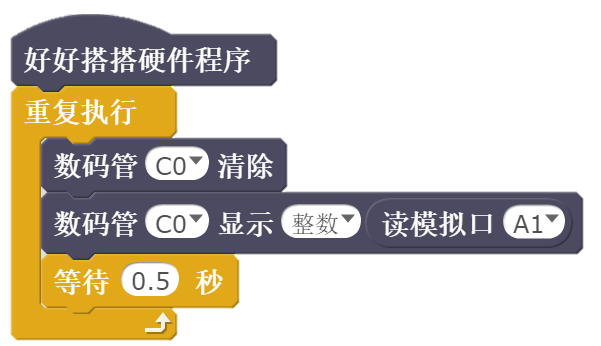 好好搭搭硬件程序
重复执行
数码管 C0 清除
数码管 C0 显示 整数 读模拟口 A1
等待 0.5 秒